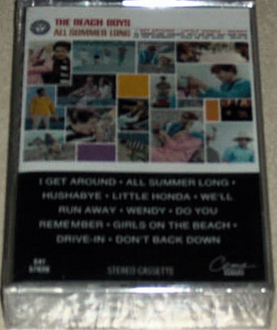 THE BEACH BOYS
ALL SUMMER LONG
I GET AROUND · ALL SUMMER LONG ·
HUSHABYE · LITTLE HONDA · WE'LL
RUN AWAY · WENDY · DO YOU
REMEMBER · GIRLS ON THE BEACH ·
DRIVE-IN · DON'T BACK DOWN
STEREO CASSETTE